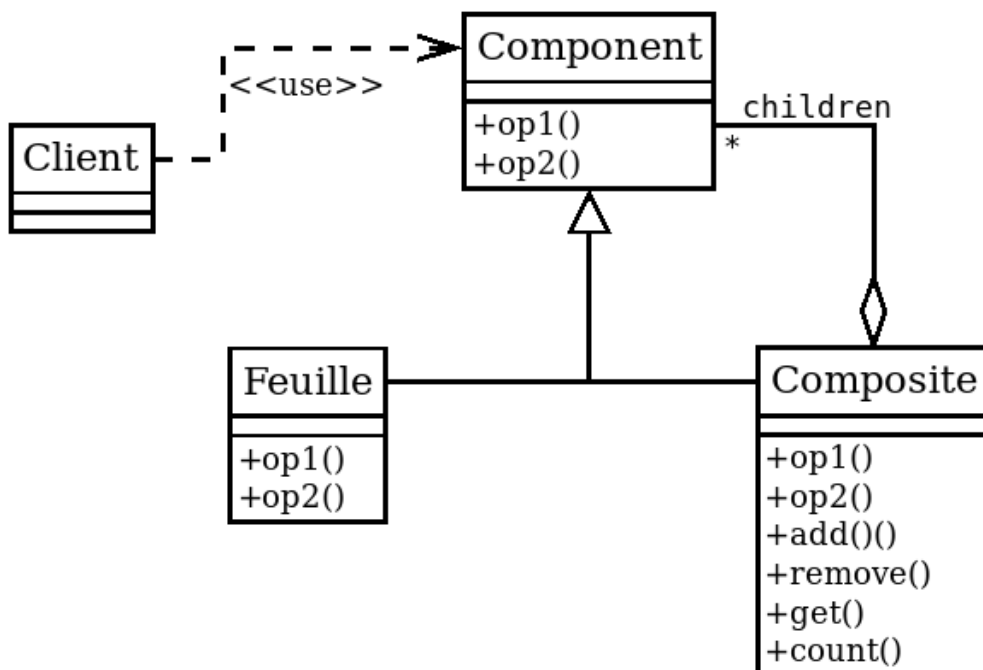 Component
<<use>>
children
+op1()
*
+op2()
Client
Feuille
+op1()
+op2()
Composite
+op1()
+op2()
+add()()
+remove()
+get()
+count()